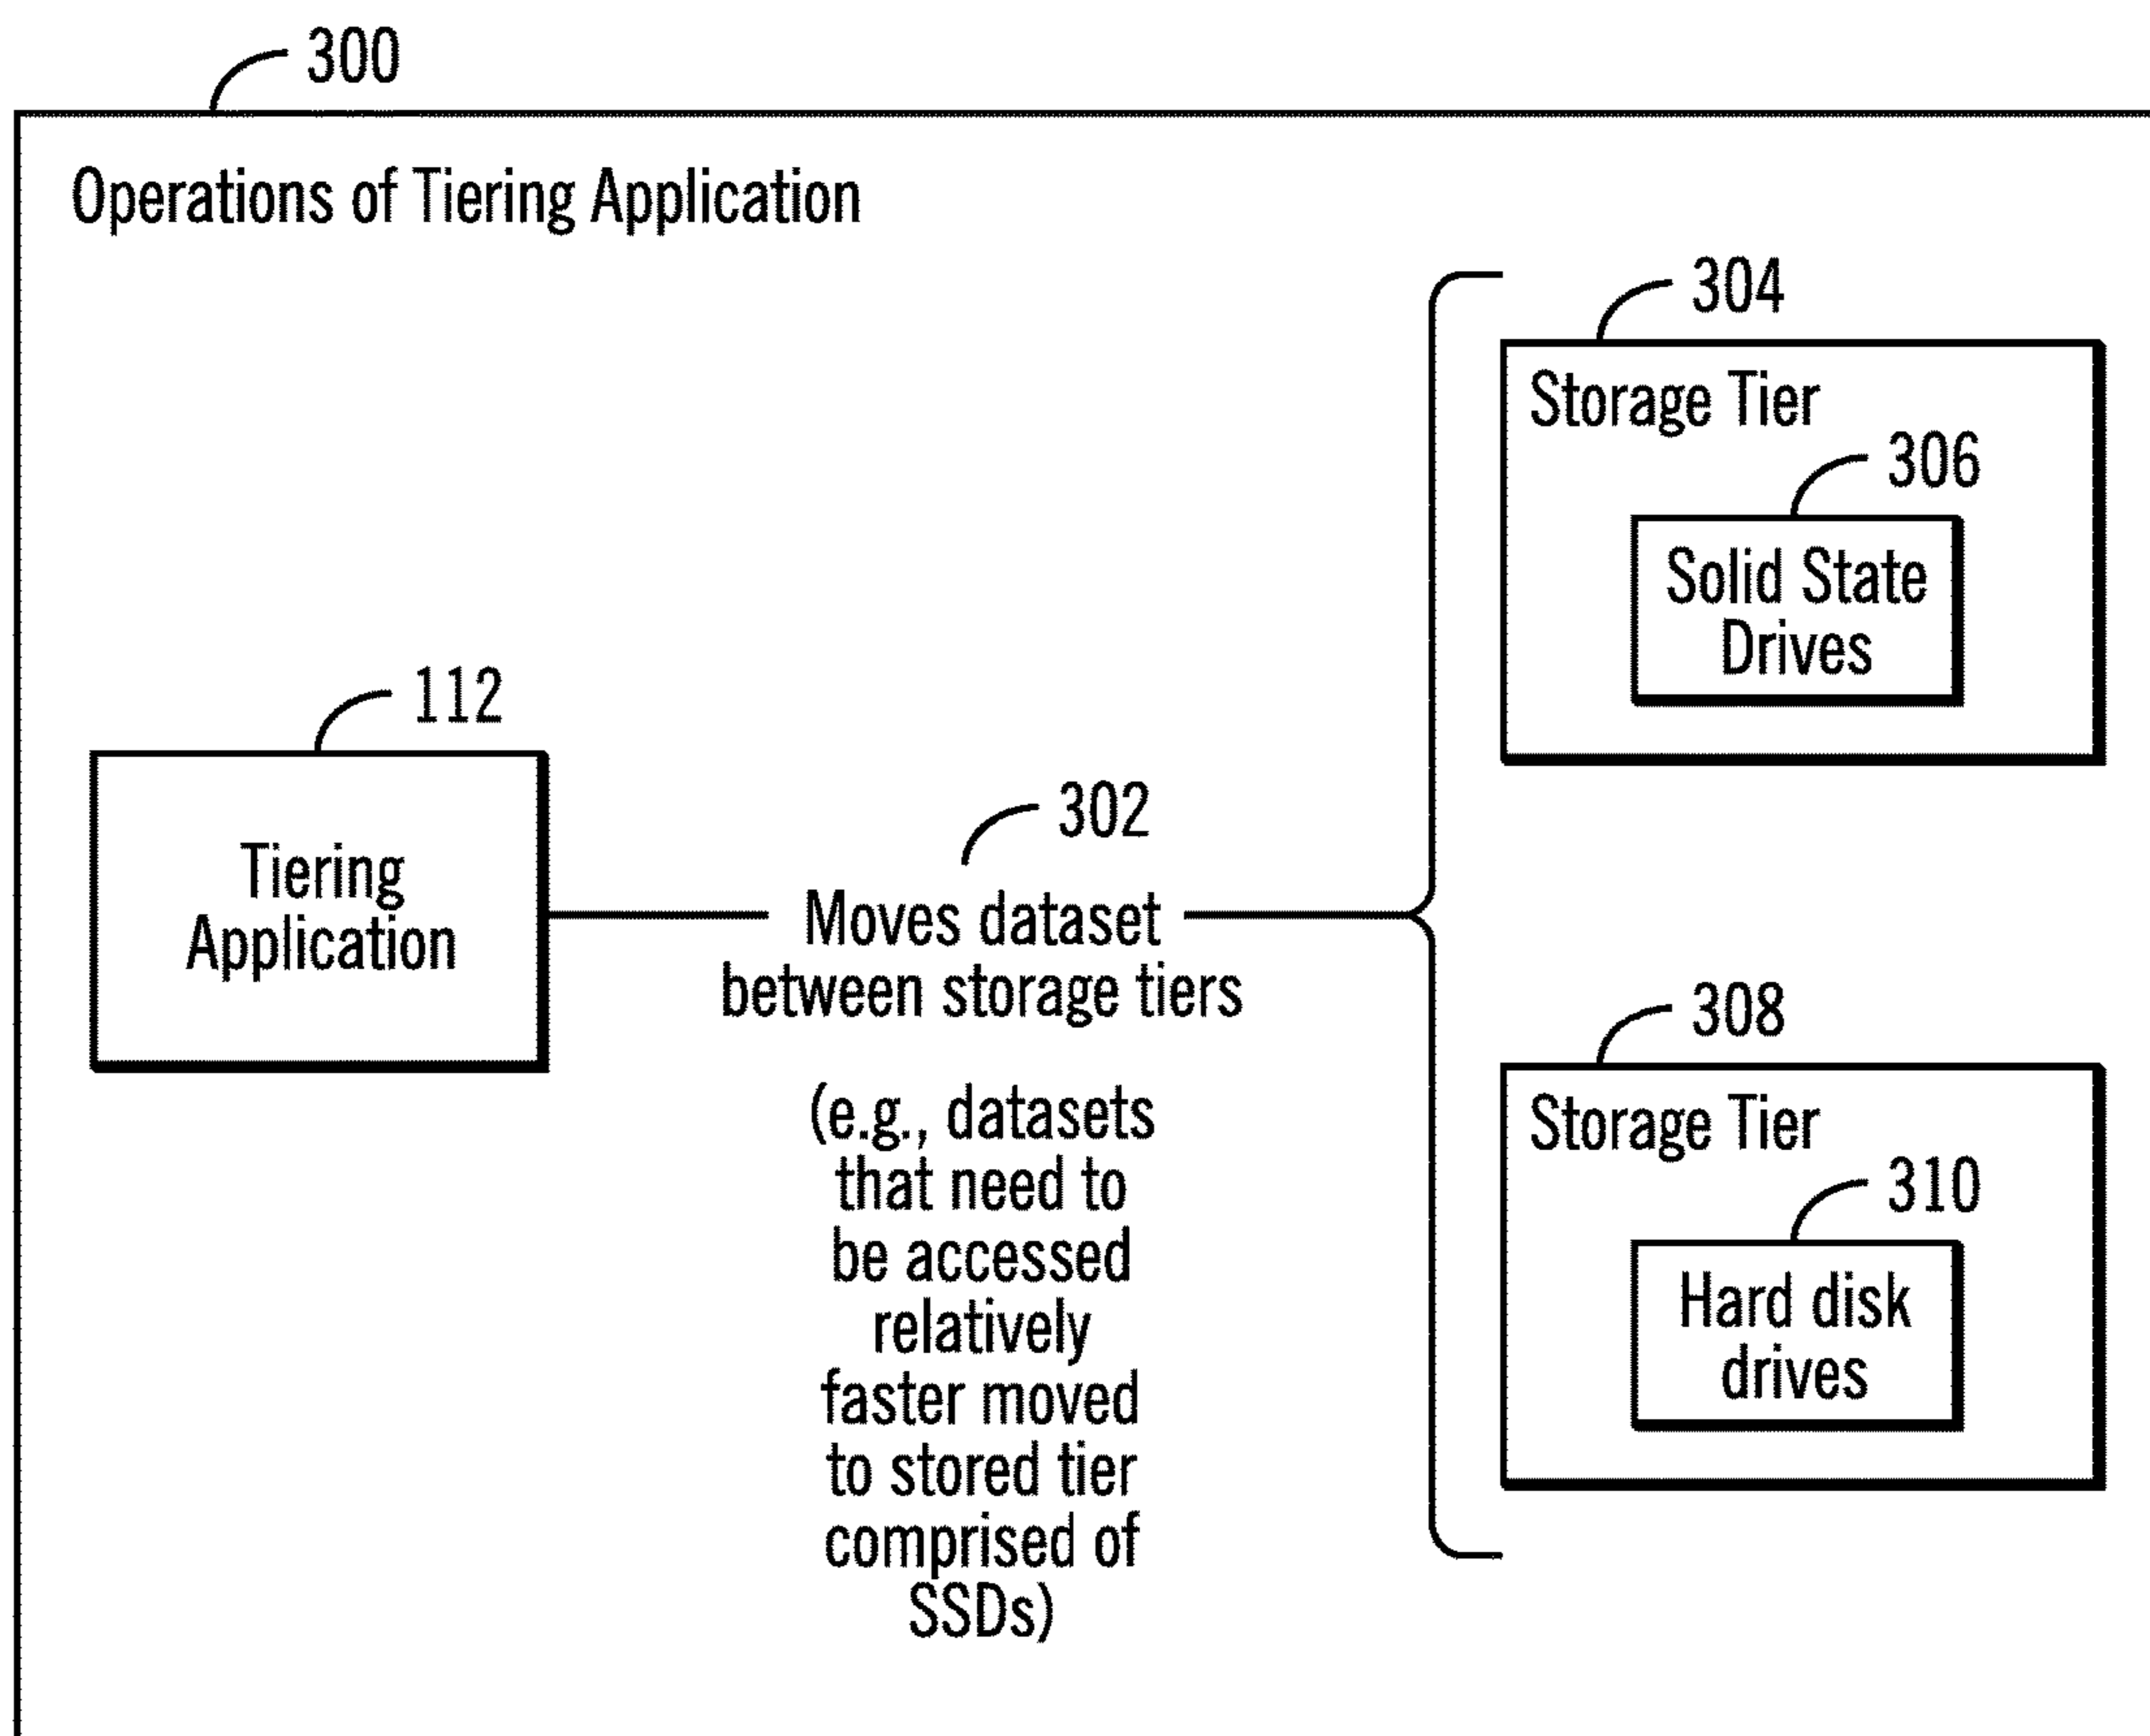 300
Operations of Tiering Application
304
Storage Tier
306
Solid State
Drives
112
Tiering
Application
302
Moves dataset
between storage tiers
(e.g., datasets
that need to
be accessed
relatively
faster moved
to stored tier
comprised of
SSDs)
308
Storage Tier
310
Hard disk
drives